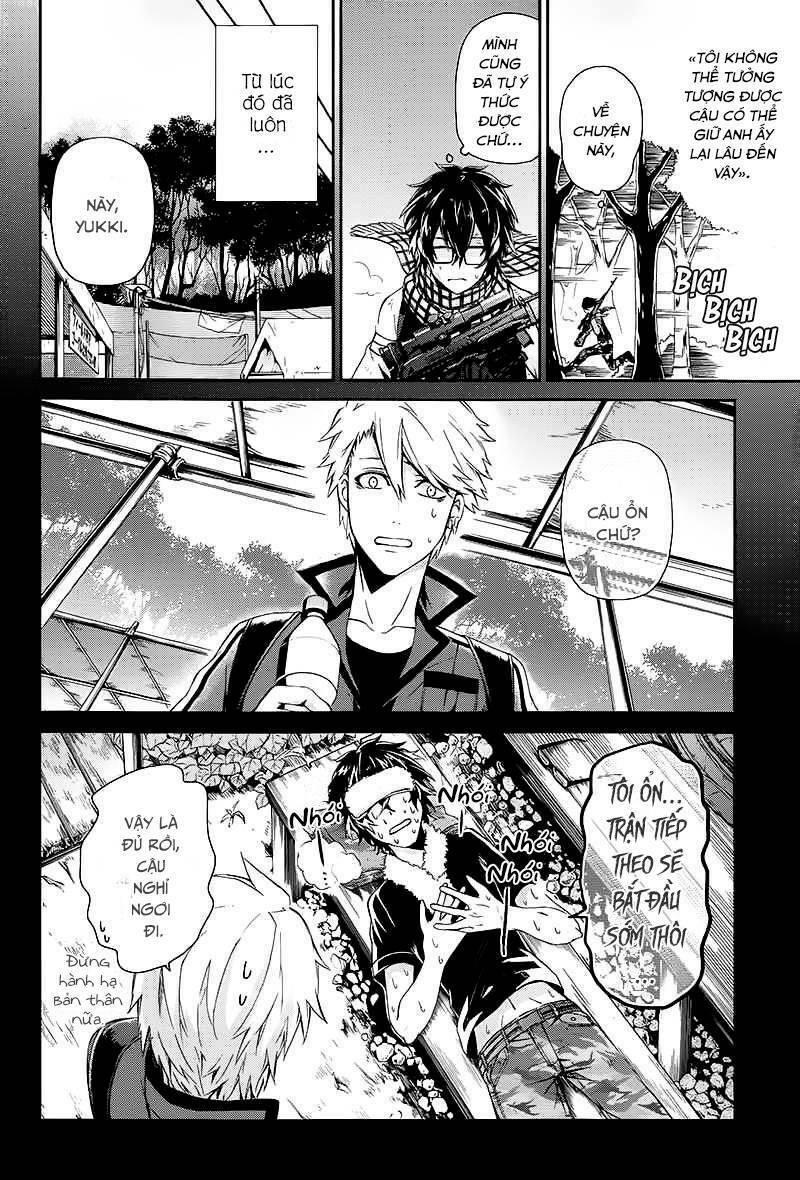 «TÔI KHÔNG
THỂ TƯỞNG
TƯỢNG ĐƯỢC
CẬU CÓ THỂ
GIỮ ANH ẤY
LẠI LÂU ĐẾN
VẬY».
VỀ
CHUYỆN
NÀY,
BỊCH
BỊCH
BỊCH
MÌNH
CŨNG
ĐÃ TỰ Ý
THỨC
ĐƯỢC
CHỨ...
Từ lúc
đó đã
luôn
...
NÀY,
YUKKI.
CẬU ỔN
CHỨ?
TÔI ỔN...
TRẬN TIẾP
THEO SẼ
BẮT ĐẦU
SỚM THÔI
Nhói
Nhói
Nhói
Nhói
VẬY LÀ
ĐỦ RỒI,
CẬU
NGHỈ
NGƠI
ĐI.
Đừng
hành hạ
Bản thân
nữa